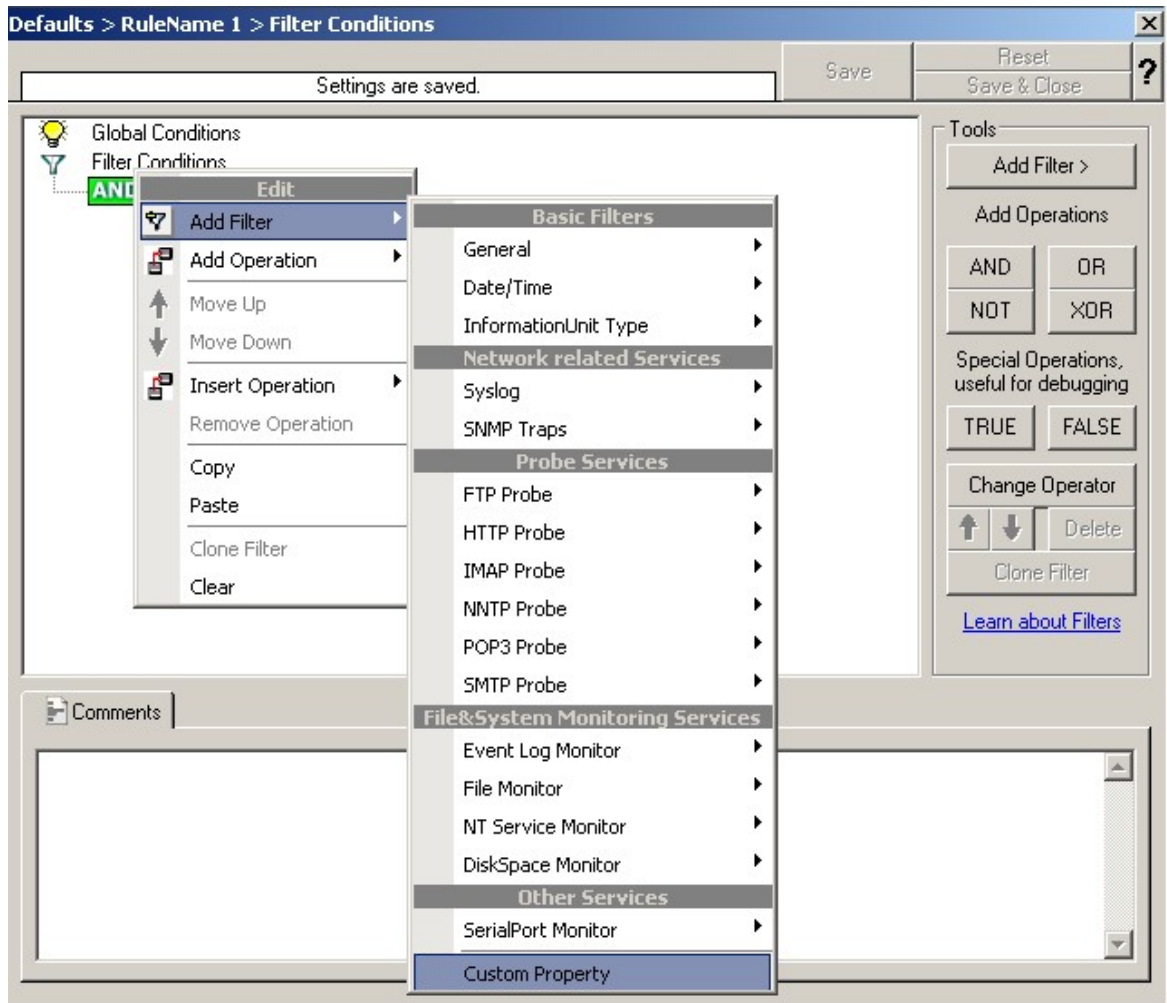 Defaults > RuleName 1 > Filter Conditions
Settings are saved.
Save
Reset
Save & Close
?
Global Conditions
Filter Conditions
AND
Edit
Add Filter
Add Operation
Move Up
Move Down
Insert Operation
Remove Operation
Copy
Paste
Clone Filter
Clear
Basic Filters
General
Date/Time
InformationUnit Type
Network related Services
Syslog
SNMP Traps
Probe Services
FTP Probe
HTTP Probe
IMAP Probe
NNTP Probe
POP3 Probe
SMTP Probe
File&System Monitoring Services
Event Log Monitor
File Monitor
NT Service Monitor
DiskSpace Monitor
Other Services
SerialPort Monitor
Custom Property
Tools
Add Filter >
Add Operations
AND OR
NOT XOR
Special Operations,
useful for debugging
TRUE FALSE
Change Operator
Delete
Clone Filter
Learn about Filters
Comments